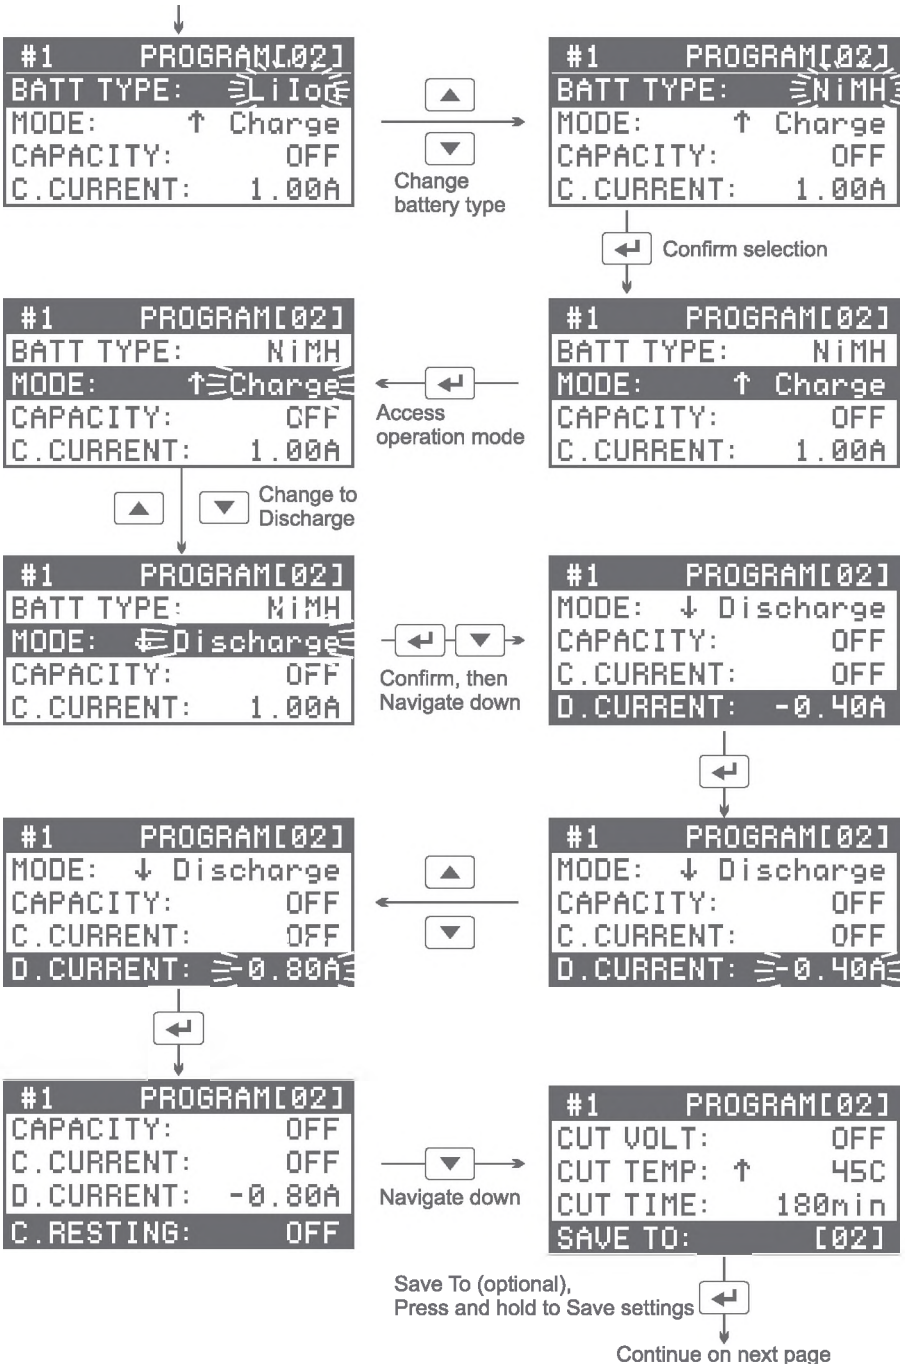 #1 PROGRAM[02]
BATT TYPE: LiIon
MODE: ↑ Charge
CAPACITY: OFF
C.CURRENT: 1.00A
Change
battery type
#1 PROGRAM[02]
BATT TYPE: NiMH
MODE: ↑ Charge
CAPACITY: OFF
C.CURRENT: 1.00A
Confirm selection
#1 PROGRAM[02]
BATT TYPE: NiMH
MODE: ↑ Charge
CAPACITY: OFF
C.CURRENT: 1.00A
Access
operation mode
#1 PROGRAM[02]
BATT TYPE: NiMH
MODE: ↑ Charge
CAPACITY: OFF
C.CURRENT: 1.00A
Change to
Discharge
#1 PROGRAM[02]
BATT TYPE: NiMH
MODE: ↓ Discharge
CAPACITY: OFF
C.CURRENT: 1.00A
Confirm, then
Navigate down
#1 PROGRAM[02]
MODE: ↓ Discharge
CAPACITY: OFF
C.CURRENT: OFF
D.CURRENT: -0.40A
#1 PROGRAM[02]
MODE: ↓ Discharge
CAPACITY: OFF
C.CURRENT: OFF
D.CURRENT: -0.40A
#1 PROGRAM[02]
MODE: ↓ Discharge
CAPACITY: OFF
C.CURRENT: OFF
D.CURRENT: -0.80A
#1 PROGRAM[02]
CAPACITY: OFF
C.CURRENT: OFF
D.CURRENT: -0.80A
C.RESTING: OFF
Navigate down
#1 PROGRAM[02]
CUT VOLT: OFF
CUT TEMP: ↑ 45C
CUT TIME: 180min
SAVE TO: [02]
Save To (optional),
Press and hold to Save settings
Continue on next page